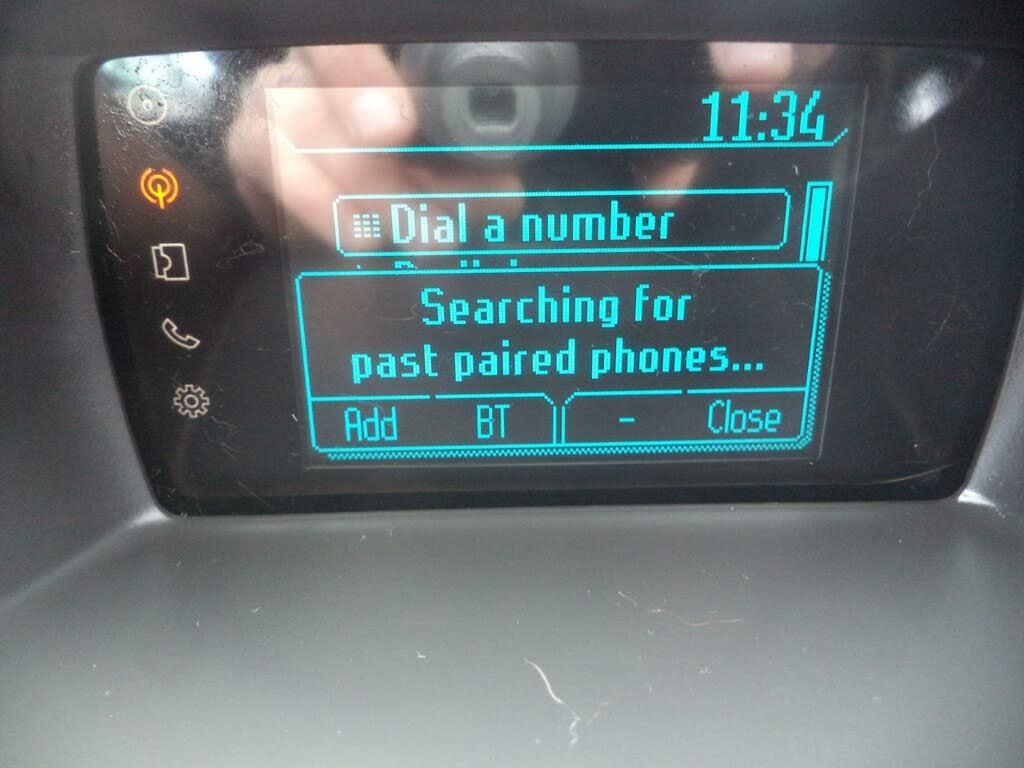 11:34
Dial a number
Searching for
past paired phones...
Add BT - Close